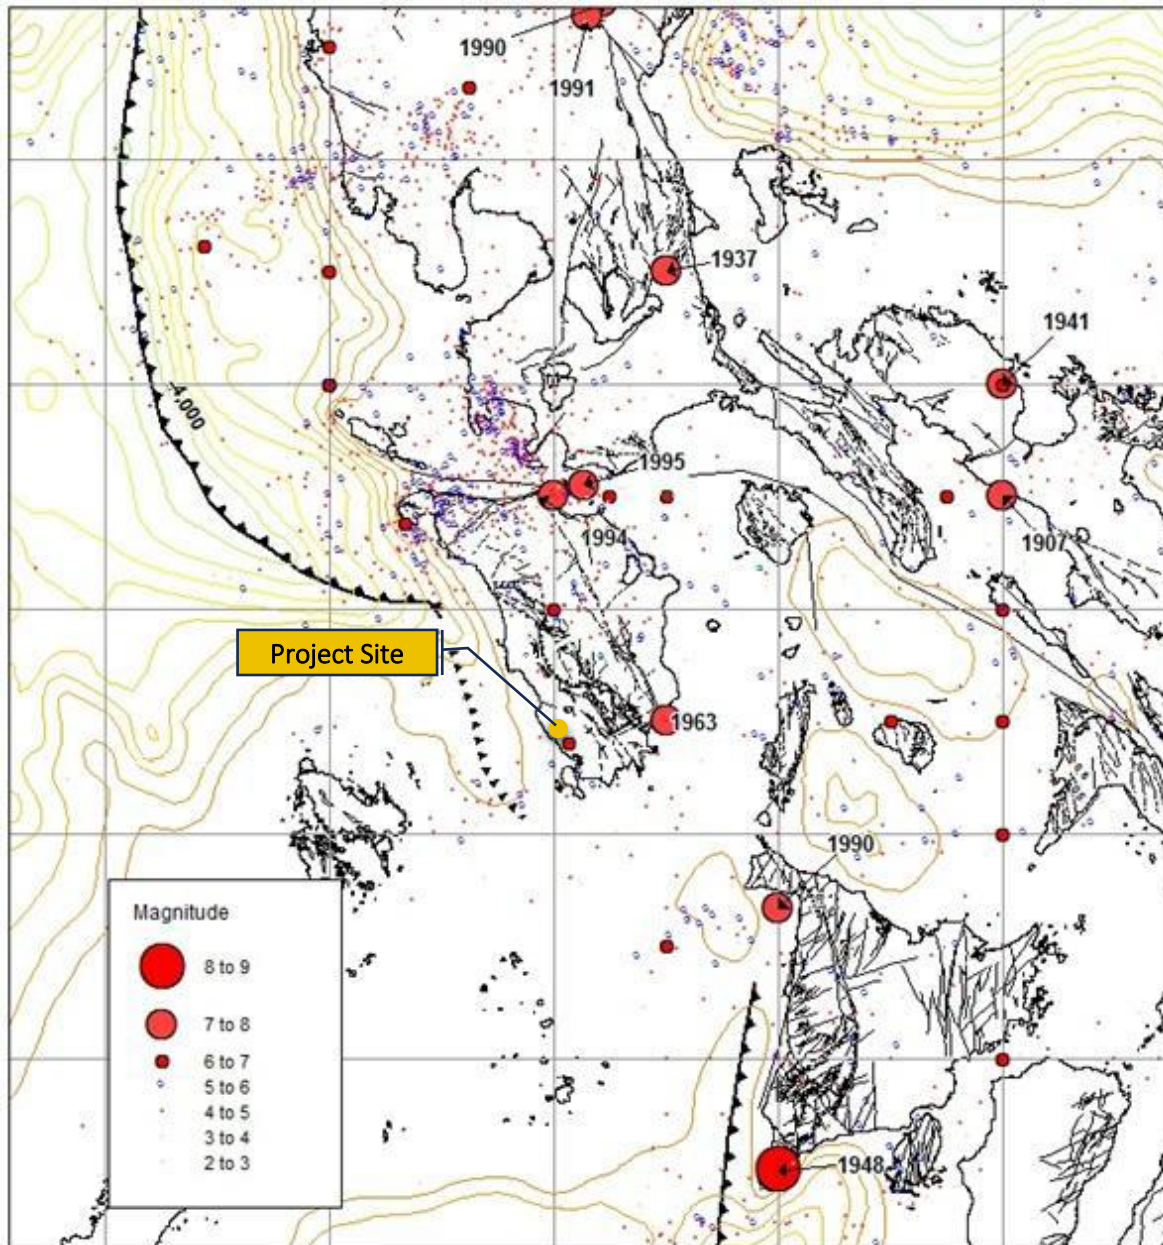 1990
1991
1937
1941
-4,000
1995
1994
1907
Project Site
1963
1990
Magnitude
8 to 9
7 to 8
6 to 7
5 to 6
4 to 5
3 to 4
2 to 3
1948